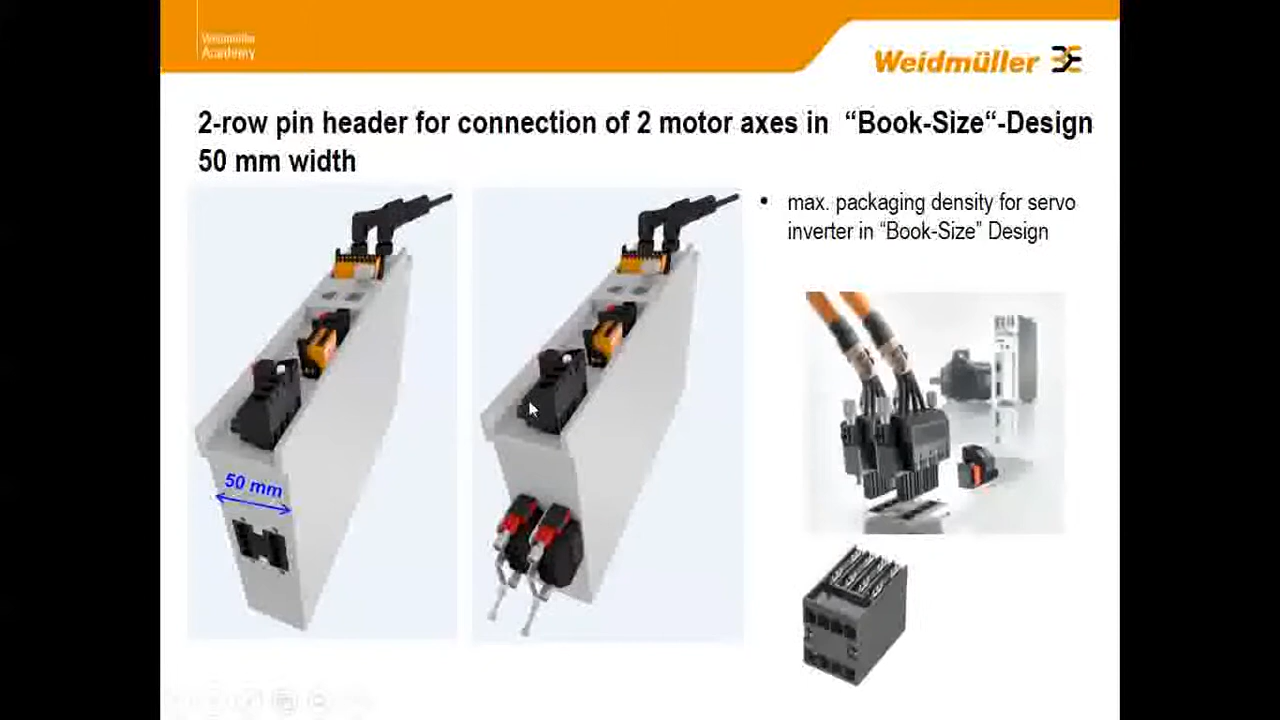 Weidmüller
Academy
Weidmüller
2-row pin header for connection of 2 motor axes in “Book-Size“-Design
50 mm width
• max. packaging density for servo
inverter in “Book-Size” Design
50 mm